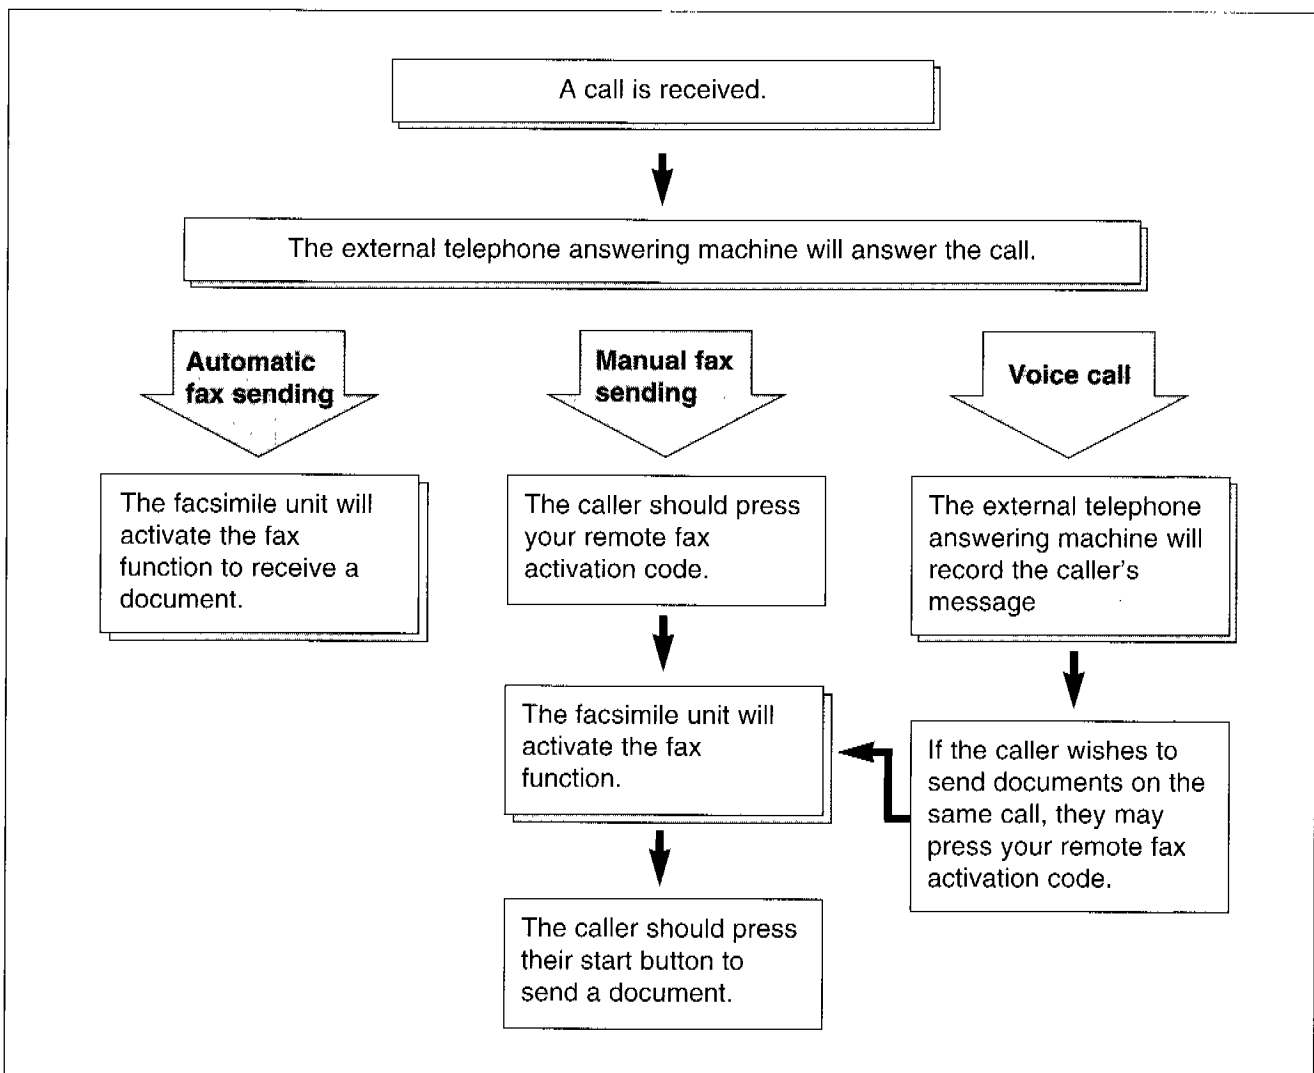 A call is received.
The external telephone answering machine will answer the call.
Automatic
fax sending
The facsimile unit will
activate the fax
function to receive a
document.
Manual fax
sending
The caller should press
your remote fax
activation code.
The facsimile unit will
activate the fax
function.
The caller should press
their start button to
send a document.
Voice call
The external telephone
answering machine will
record the caller's
message
If the caller wishes to
send documents on the
same call, they may
press your remote fax
activation code.